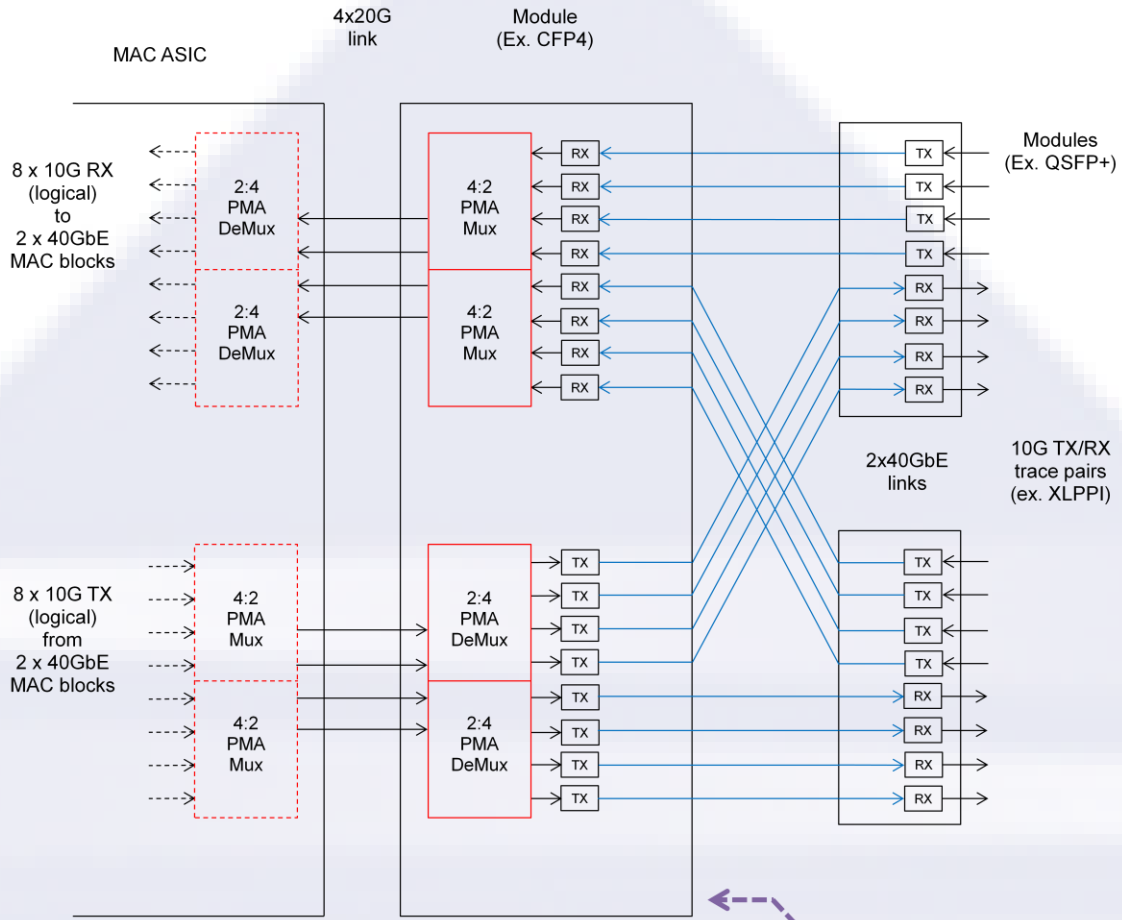 4x20G
link
Module
(Ex. CFP4)
MAC ASIC
8 x 10G RX
(logical)
to
2 x 40GbE
MAC blocks
2:4
PMA
DeMux
2:4
PMA
DeMux
4:2
PMA
Mux
4:2
PMA
Mux
RX
RX
RX
RX
RX
RX
RX
RX
TX
TX
TX
TX
RX
RX
RX
RX
Modules
(Ex. QSFP+)
2x40GbE
links
10G TX/RX
trace pairs
(ex. XLPPI)
8 x 10G TX
(logical)
from
2 x 40GbE
MAC blocks
4:2
PMA
Mux
4:2
PMA
Mux
2:4
PMA
DeMux
2:4
PMA
DeMux
TX
TX
TX
TX
TX
TX
TX
TX
TX
TX
TX
TX
RX
RX
RX
RX